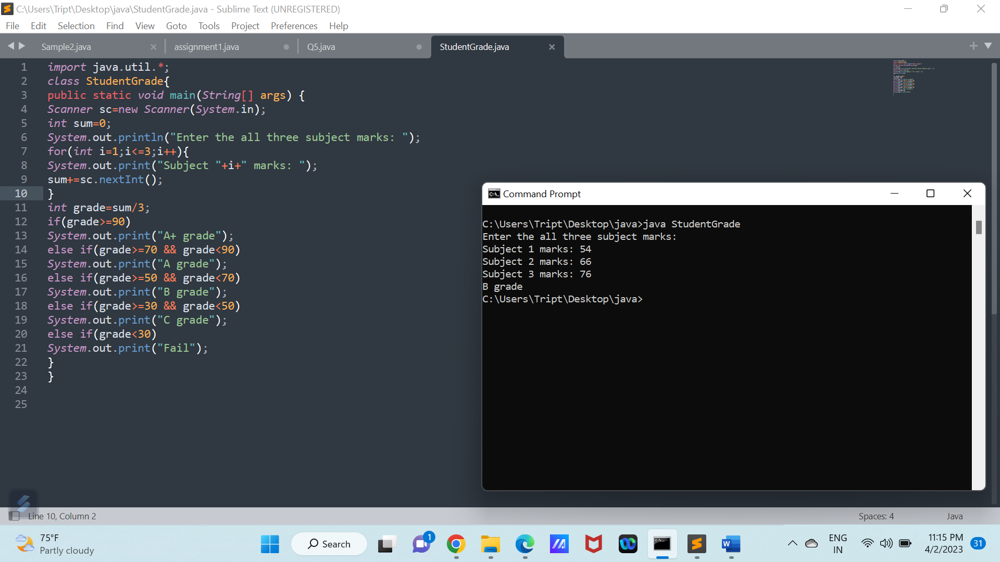 C:\Users\Tript\Desktop\java\StudentGrade.java - Sublime Text (UNREGISTERED)
File Edit Selection Find View Goto Tools Project Preferences Help
Sample2.java assignment1.java Q5.java StudentGrade.java
1 import java.util.*;
2 class StudentGrade{
3 public static void main(String[] args) {
4 Scanner sc=new Scanner(System.in);
5 int sum=0;
6 System.out.println("Enter the all three subject marks: ");
7 for(int i=1;i<=3;i++){
8 System.out.print("Subject "+i+" marks: ");
9 sum+=sc.nextInt();
10 }
11 int grade=sum/3;
12 if(grade>=90)
13 System.out.print("A+ grade");
14 else if(grade>=70 && grade<90)
15 System.out.print("A grade");
16 else if(grade>=50 && grade<70)
17 System.out.print("B grade");
18 else if(grade>=30 && grade<50)
19 System.out.print("C grade");
20 else if(grade<30)
21 System.out.print("Fail");
22 }
23 }
24
25
Command Prompt
C:\Users\Tript\Desktop\java>java StudentGrade
Enter the all three subject marks:
Subject 1 marks: 54
Subject 2 marks: 66
Subject 3 marks: 76
B grade
C:\Users\Tript\Desktop\java>
Line 10, Column 2 Spaces: 4 Java
75°F
Partly cloudy
Search
1
ENG
IN
11:15 PM
4/2/2023
31